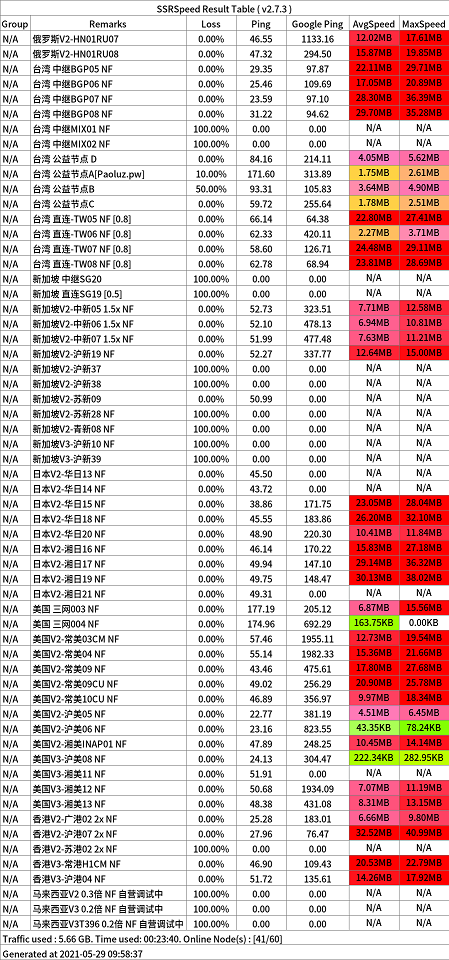 SSRSpeed Result Table ( v2.7.3 )
Group Remarks Loss Ping Google Ping AvgSpeed MaxSpeed
N/A 俄罗斯V2-HN01RU07 0.00% 46.55 1133.16 12.02MB 17.61MB
N/A 俄罗斯V2-HN01RU08 0.00% 47.32 294.50 15.87MB 19.85MB
N/A 台湾 中继BGP05 NF 0.00% 29.35 97.87 22.11MB 29.71MB
N/A 台湾 中继BGP06 NF 0.00% 25.46 109.69 17.05MB 20.89MB
N/A 台湾 中继BGP07 NF 0.00% 23.59 97.10 28.30MB 36.39MB
N/A 台湾 中继BGP08 NF 0.00% 31.22 94.62 29.70MB 35.28MB
N/A 台湾 中继MIX01 NF 100.00% 0.00 0.00 N/A N/A
N/A 台湾 中继MIX02 NF 100.00% 0.00 0.00 N/A N/A
N/A 台湾 公益节点 D 0.00% 84.16 214.11 4.05MB 5.62MB
N/A 台湾 公益节点A[Paoluz.pw] 10.00% 171.60 313.89 1.75MB 2.61MB
N/A 台湾 公益节点B 50.00% 93.31 105.83 3.64MB 4.90MB
N/A 台湾 公益节点C 0.00% 59.72 255.64 1.78MB 2.51MB
N/A 台湾 直连-TW05 NF [0.8] 0.00% 66.14 64.38 22.80MB 27.41MB
N/A 台湾 直连-TW06 NF [0.8] 0.00% 62.33 420.11 2.27MB 3.71MB
N/A 台湾 直连-TW07 NF [0.8] 0.00% 58.60 126.71 24.48MB 29.11MB
N/A 台湾 直连-TW08 NF [0.8] 0.00% 62.78 68.94 23.81MB 28.69MB
N/A 新加坡 中继SG20 100.00% 0.00 0.00 N/A N/A
N/A 新加坡 直连SG19 [0.5] 100.00% 0.00 0.00 N/A N/A
N/A 新加坡V2-中新05 1.5x NF 0.00% 52.73 323.51 7.71MB 12.58MB
N/A 新加坡V2-中新06 1.5x NF 0.00% 52.10 478.13 6.94MB 10.81MB
N/A 新加坡V2-中新07 1.5x NF 0.00% 51.99 477.48 7.63MB 11.21MB
N/A 新加坡V2-沪新19 NF 0.00% 52.27 337.77 12.64MB 15.00MB
N/A 新加坡V2-沪新37 100.00% 0.00 0.00 N/A N/A
N/A 新加坡V2-沪新38 100.00% 0.00 0.00 N/A N/A
N/A 新加坡V2-苏新09 0.00% 50.99 0.00 N/A N/A
N/A 新加坡V2-苏新28 NF 100.00% 0.00 0.00 N/A N/A
N/A 新加坡V2-青新08 NF 100.00% 0.00 0.00 N/A N/A
N/A 新加坡V3-沪新10 NF 100.00% 0.00 0.00 N/A N/A
N/A 新加坡V3-沪新39 100.00% 0.00 0.00 N/A N/A
N/A 日本V2-华日13 NF 0.00% 45.50 0.00 N/A N/A
N/A 日本V2-华日14 NF 0.00% 43.72 0.00 N/A N/A
N/A 日本V2-华日15 NF 0.00% 38.86 171.75 23.05MB 28.04MB
N/A 日本V2-华日18 NF 0.00% 45.55 183.86 26.20MB 32.10MB
N/A 日本V2-华日20 NF 0.00% 48.90 220.30 10.41MB 11.84MB
N/A 日本V2-湘日16 NF 0.00% 46.14 170.22 15.83MB 27.18MB
N/A 日本V2-湘日17 NF 0.00% 49.94 147.10 29.14MB 36.32MB
N/A 日本V2-湘日19 NF 0.00% 49.75 148.47 30.13MB 38.02MB
N/A 日本V2-湘日21 NF 0.00% 49.31 0.00 N/A N/A
N/A 美国 三网003 NF 0.00% 177.19 205.12 6.87MB 15.56MB
N/A 美国 三网004 NF 0.00% 174.96 692.29 163.75KB 0.00KB
N/A 美国V2-常美03CM NF 0.00% 57.46 1955.11 12.73MB 19.54MB
N/A 美国V2-常美04 NF 0.00% 55.14 1982.33 15.36MB 21.66MB
N/A 美国V2-常美09 NF 0.00% 43.46 475.61 17.80MB 27.68MB
N/A 美国V2-常美09CU NF 0.00% 49.02 256.29 20.90MB 25.78MB
N/A 美国V2-常美10CU NF 0.00% 46.89 356.97 9.97MB 18.34MB
N/A 美国V2-沪美05 NF 0.00% 22.77 381.19 4.51MB 6.45MB
N/A 美国V2-沪美06 NF 0.00% 23.16 823.55 43.35KB 78.24KB
N/A 美国V2-湘美INAP01 NF 0.00% 47.89 248.25 10.45MB 14.14MB
N/A 美国V3-沪美08 NF 0.00% 24.13 304.47 222.34KB 282.95KB
N/A 美国V3-湘美11 NF 0.00% 51.91 0.00 N/A N/A
N/A 美国V3-湘美12 NF 0.00% 50.68 1934.09 7.07MB 11.19MB
N/A 美国V3-湘美13 NF 0.00% 48.38 431.08 8.31MB 13.15MB
N/A 香港V2-广港02 2x NF 0.00% 25.28 183.01 6.66MB 9.80MB
N/A 香港V2-沪港07 2x NF 0.00% 27.96 76.47 32.52MB 40.99MB
N/A 香港V2-苏港02 NF 100.00% 0.00 0.00 N/A N/A
N/A 香港V3-常港H1CM NF 0.00% 46.90 109.43 20.53MB 22.79MB
N/A 香港V3-沪港04 NF 0.00% 51.72 135.61 14.26MB 17.92MB
N/A 马来西亚V2 0.3倍 NF 自营调试中 100.00% 0.00 0.00 N/A N/A
N/A 马来西亚V3 0.2倍 NF 自营调试中 100.00% 0.00 0.00 N/A N/A
N/A 马来西亚V3T396 0.2倍 NF 自营调试中 100.00% 0.00 0.00 N/A N/A
Traffic used : 5.66 GB. Time used: 00:23:40. Online Node(s) : [41/60]
Generated at 2021-05-29 09:58:37